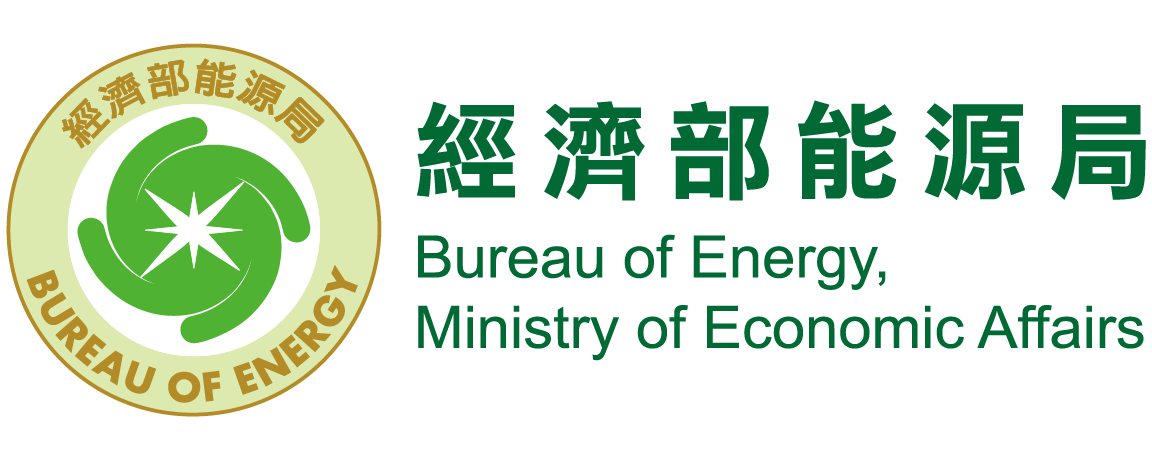 經濟部能源局
BUREAU OF ENERGY
經濟部能源局
Bureau of Energy,
Ministry of Economic Affairs